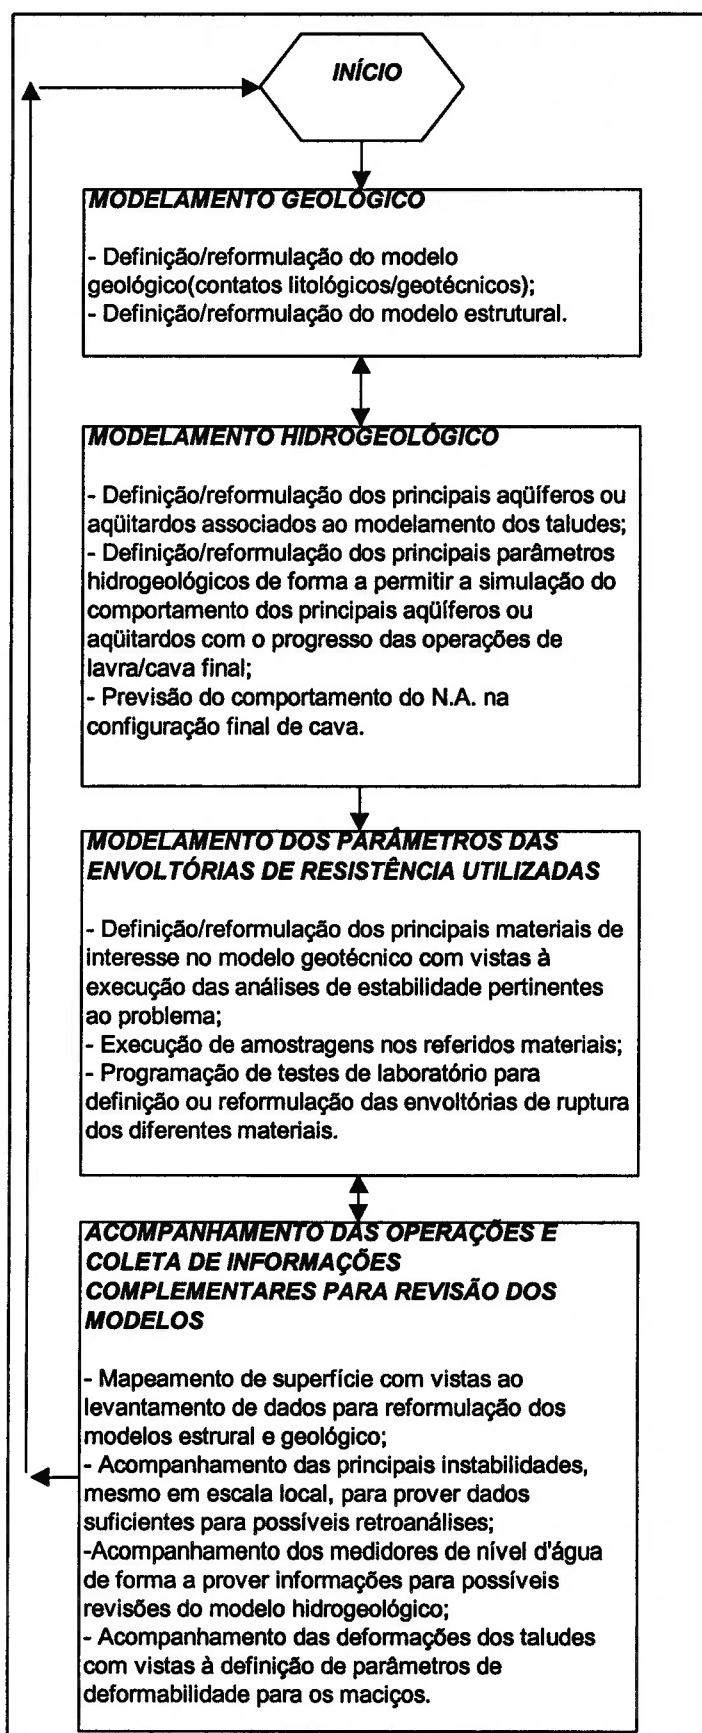 INÍCIO
MODELAMENTO GEOLÓGICO
- Definição/reformulação do modelo
geológico(contatos litológicos/geotécnicos);
- Definição/reformulação do modelo estrutural.
MODELAMENTO HIDROGEOLÓGICO
- Definição/reformulação dos principais aqüíferos ou
aqüitardos associados ao modelamento dos taludes;
- Definição/reformulação dos principais parâmetros
hidrogeológicos de forma a permitir a simulação do
comportamento dos principais aqüíferos ou
aqüitardos com o progresso das operações de
lavra/cava final;
- Previsão do comportamento do N.A. na
configuração final de cava.
MODELAMENTO DOS PARÂMETROS DAS
ENVOLTÓRIAS DE RESISTÊNCIA UTILIZADAS
- Definição/reformulação dos principais materiais de
interesse no modelo geotécnico com vistas à
execução das análises de estabilidade pertinentes
ao problema;
- Execução de amostragens nos referidos materiais;
- Programação de testes de laboratório para
definição ou reformulação das envoltórias de ruptura
dos diferentes materiais.
ACOMPANHAMENTO DAS OPERAÇÕES E
COLETA DE INFORMAÇÕES
COMPLEMENTARES PARA REVISÃO DOS
MODELOS
- Mapeamento de superfície com vistas ao
levantamento de dados para reformulação dos
modelos estrural e geológico;
- Acompanhamento das principais instabilidades,
mesmo em escala local, para prover dados
suficientes para possíveis retroanálises;
-Acompanhamento dos medidores de nível d'água
de forma a prover informações para possíveis
revisões do modelo hidrogeológico;
- Acompanhamento das deformações dos taludes
com vistas à definição de parâmetros de
deformabilidade para os maciços.